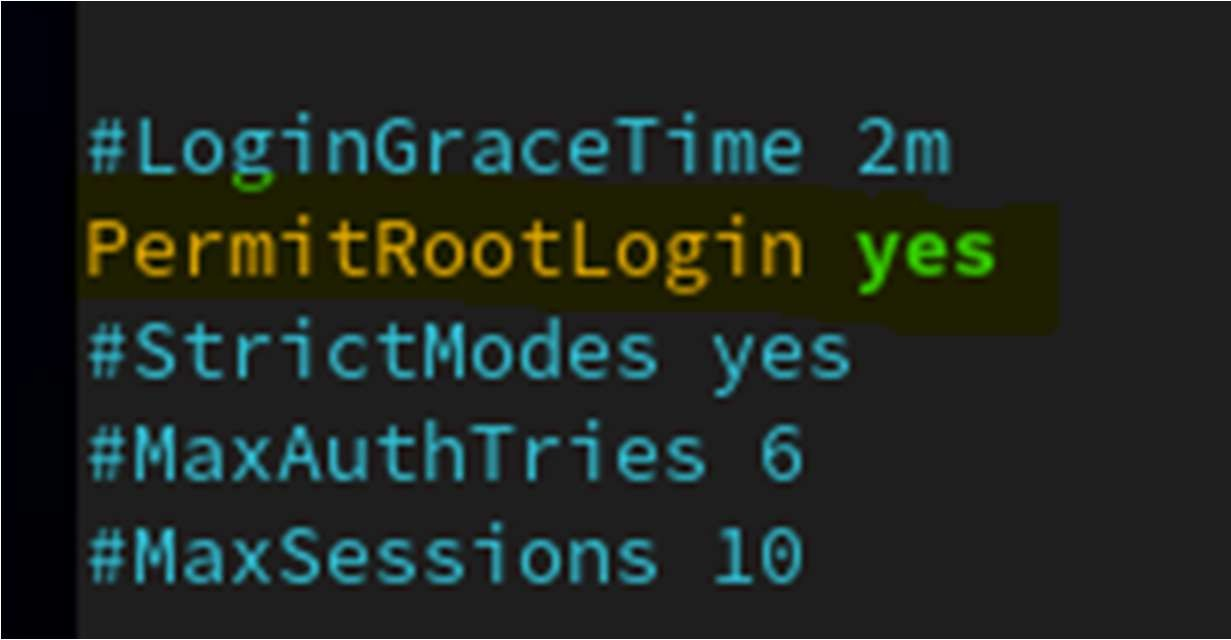 #LoginGraceTime 2m
PermitRootLogin yes
#StrictModes yes
#MaxAuthTries 6
#MaxSessions 10